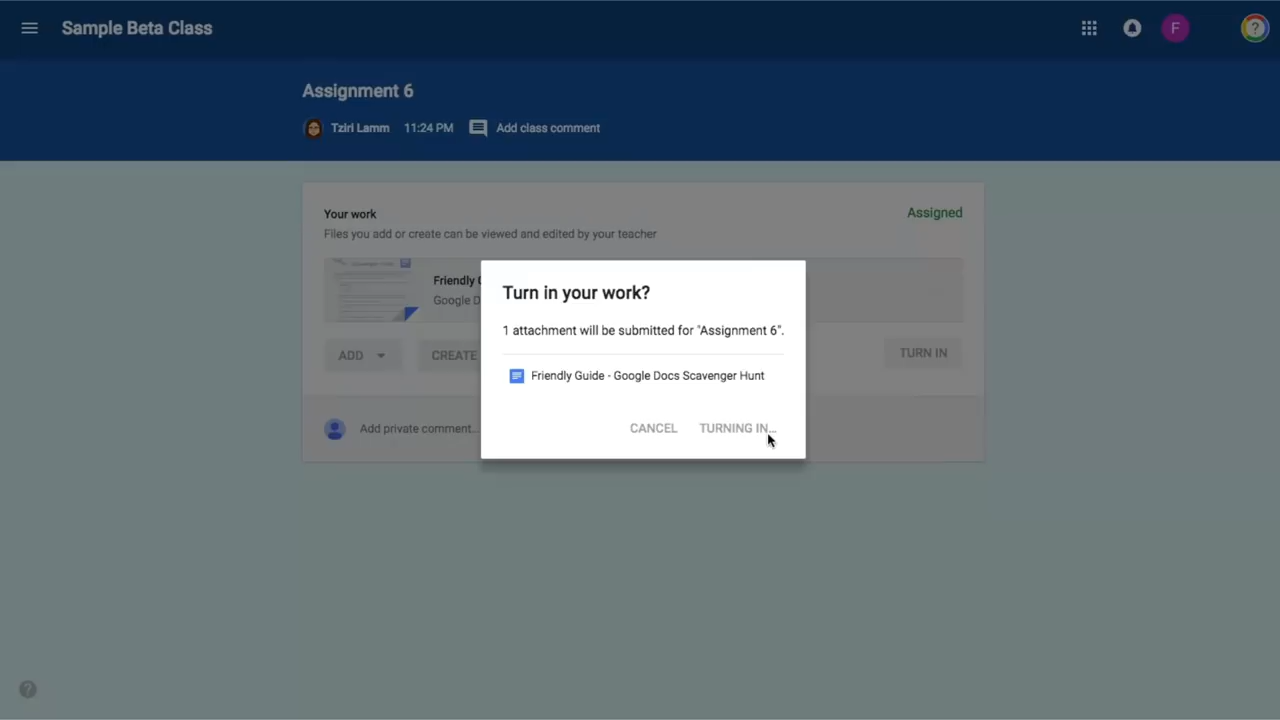 Sample Beta Class
F
?
Assignment 6
Tziri Lamm 11:24 PM Add class comment
Your work
Assigned
Files you add or create can be viewed and edited by your teacher
Friendly
Google D
Turn in your work?
1 attachment will be submitted for "Assignment 6".
Friendly Guide - Google Docs Scavenger Hunt
CANCEL TURNING IN...
ADD CREATE TURN IN
Add private comment...
?